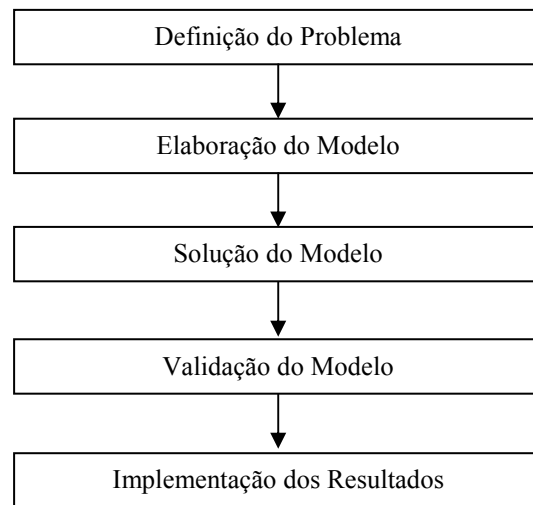 Definição do Problema
Elaboração do Modelo
Solução do Modelo
Validação do Modelo
Implementação dos Resultados